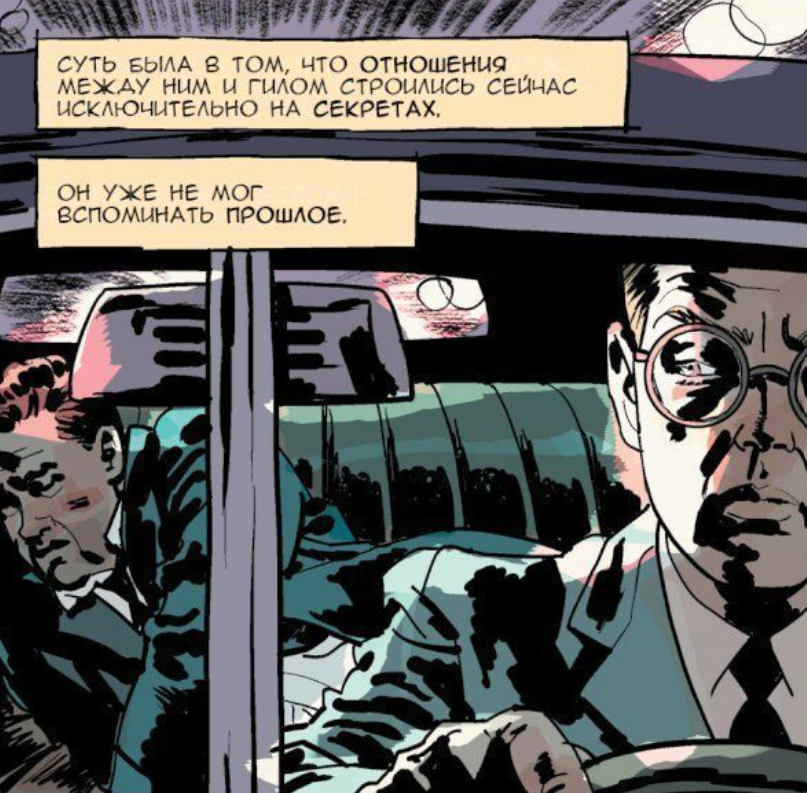 СУТЬ БЫЛА В ТОМ, ЧТО ОТНОШЕНИЯ
МЕЖДУ НИМ И ГИЛОМ СТРОИЛИСЬ СЕЙЧАС
ИСКЛЮЧИТЕЛЬНО НА СЕКРЕТАХ.
ОН УЖЕ НЕ МОГ
ВСПОМИНАТЬ ПРОШЛОЕ.